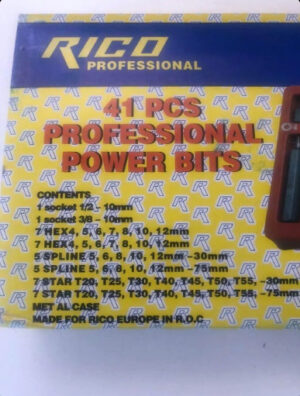 RICO
PROFESSIONAL
41 PCS
PROFESSIONAL
POWER BITS
CONTENTS
1 socket 1/2 - 10mm
1 socket 3/8 - 10mm
7 HEX4, 5, 6, 7, 8, 10, 12mm
7 HEX4, 5, 6, 7, 8, 10, 12mm
5 SPLINE 5, 6, 8, 10, 12mm -30mm
5 SPLINE 5, 6, 8, 10, 12mm -75mm
7 STAR T20, T25, T30, T40, T45, T50, T55, -30mm
7 STAR T20, T25, T30, T40, T45, T50, T55, -75mm
MET AL CASE
MADE FOR RICO EUROPE IN R.O.C